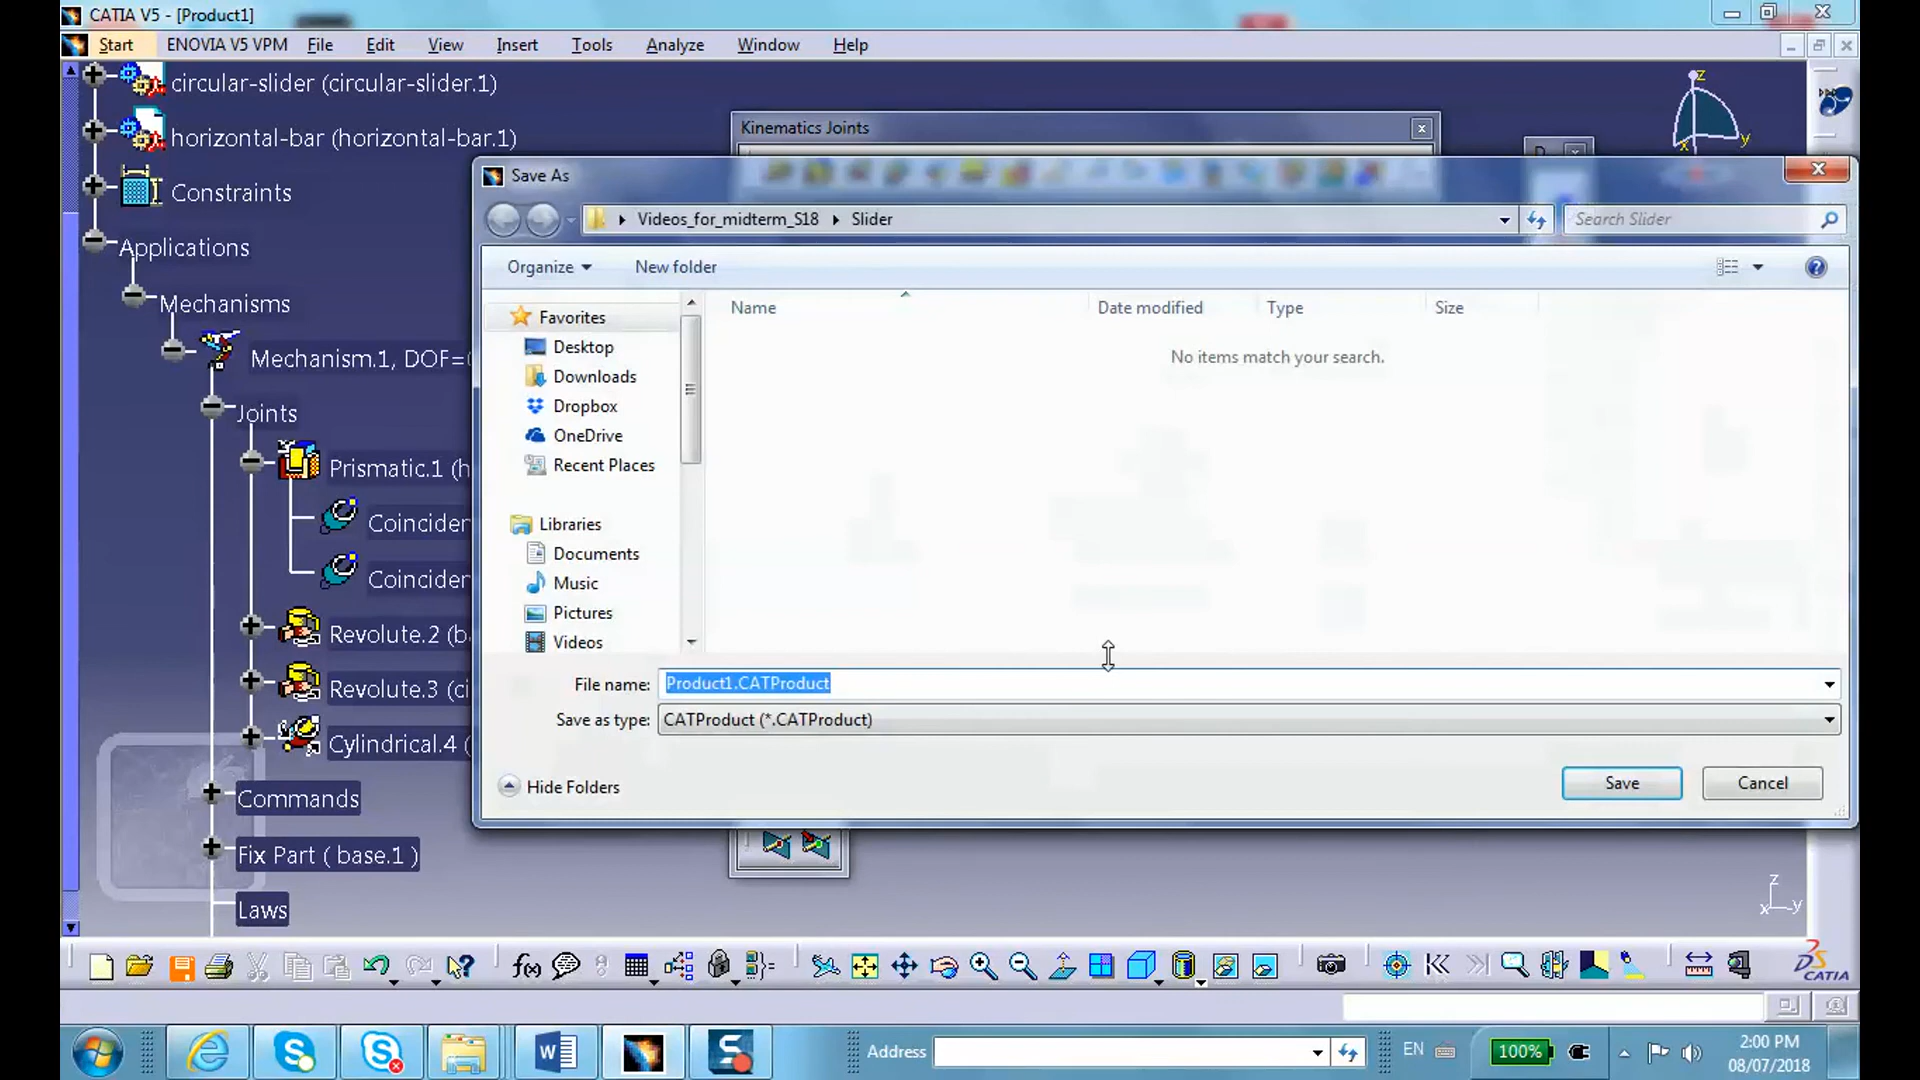 CATIA V5 - [Product1]
Start ENOVIA V5 VPM File Edit View Insert Tools Analyze Window Help
circular-slider (circular-slider.1)
horizontal-bar (horizontal-bar.1)
Constraints
Applications
Mechanisms
Mechanism.1, DOF=
Joints
Prismatic.1 (h
Coinciden
Coinciden
Revolute.2 (ba
Revolute.3 (ci
Cylindrical.4 (
Commands
Fix Part ( base.1 )
Laws
Kinematics Joints
z
y
x
Save As
Videos_for_midterm_S18 Slider
Search Slider
Organize New folder
Name Date modified Type Size
No items match your search.
Favorites
Desktop
Downloads
Dropbox
OneDrive
Recent Places
Libraries
Documents
Music
Pictures
Videos
File name: Product1.CATProduct
Save as type: CATProduct (*.CATProduct)
Hide Folders
Save Cancel
z
x y
f(x)
CATIA
Address
EN
100%
2:00 PM
08/07/2018